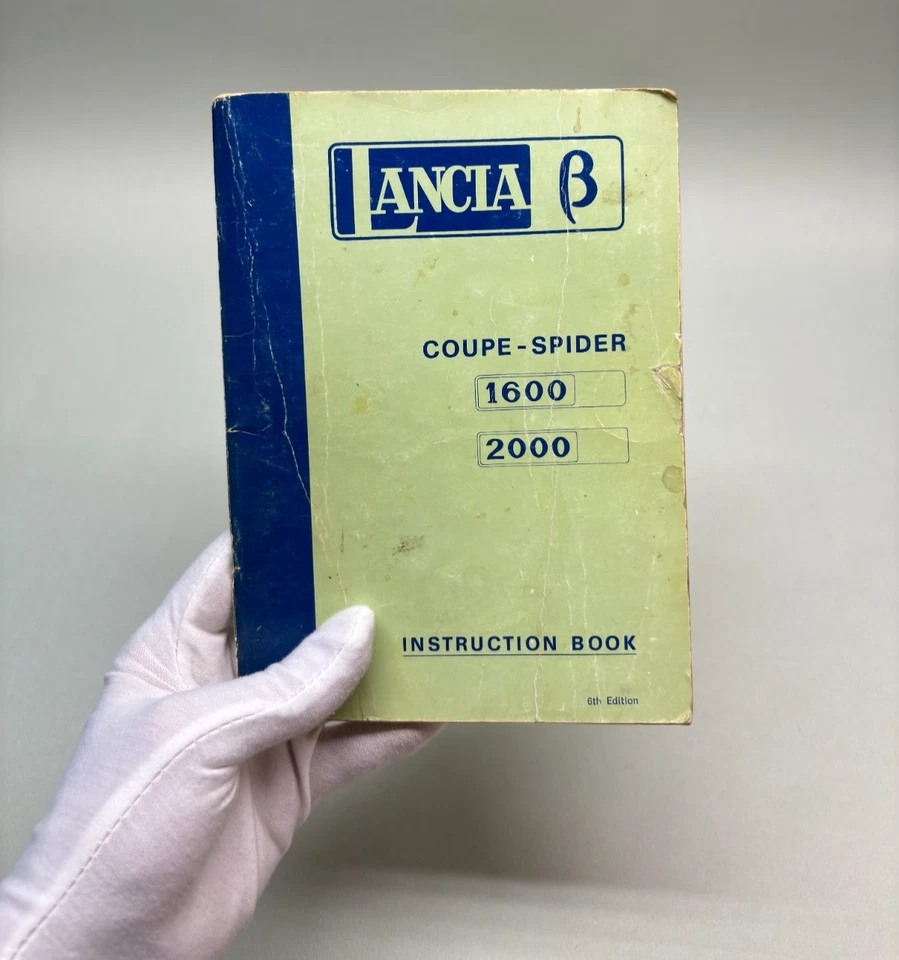 LANCIA β
COUPE-SPIDER
1600
2000
INSTRUCTION BOOK
6th Edition